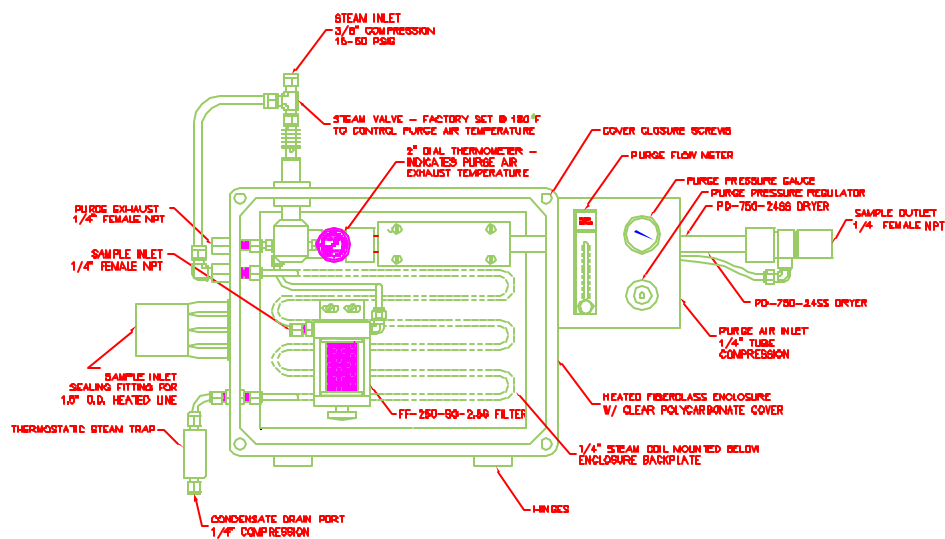 STEAM INLET
3/8" COMPRESSION
15-50 PSIG
STEAM VALVE - FACTORY SET @ 180°F
TO CONTROL PURGE AIR TEMPERATURE
2" DIAL THERMOMETER -
INDICATES PURGE AIR
EXHAUST TEMPERATURE
COVER CLOSURE SCREWS
PURGE FLOW METER
PURGE PRESSURE GAUGE
PURGE PRESSURE REGULATOR
PD-750-24SS DRYER
SAMPLE OUTLET
1/4 FEMALE NPT
PURGE EXHAUST
1/4" FEMALE NPT
SAMPLE INLET
1/4" FEMALE NPT
PD-750-24SS DRYER
PURGE AIR INLET
1/4" TUBE
COMPRESSION
SAMPLE INLET
SEALING FITTING FOR
1.5" O.D. HEATED LINE
HEATED FIBERGLASS ENCLOSURE
W/ CLEAR POLYCARBONATE COVER
FF-250-SG-2.5G FILTER
THERMOSTATIC STEAM TRAP
1/4" STEAM COIL MOUNTED BELOW
ENCLOSURE BACKPLATE
HINGES
CONDENSATE DRAIN PORT
1/4" COMPRESSION